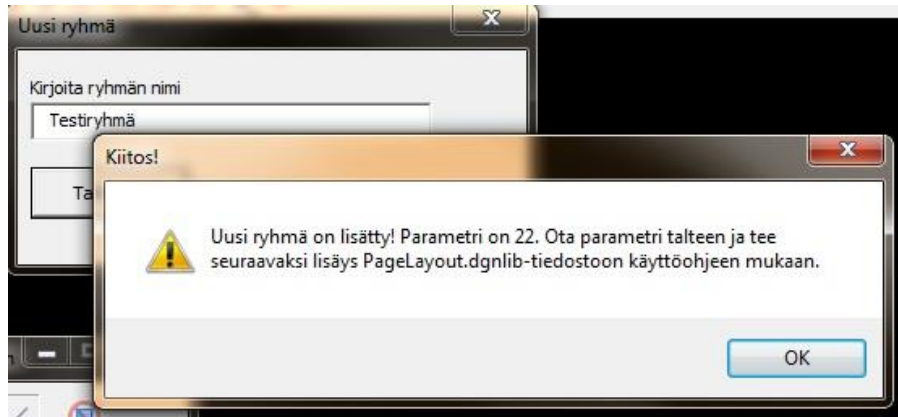 Uusi ryhmä
Kirjoita ryhmän nimi
Testiryhmä
Kiitos!
Uusi ryhmä on lisätty! Parametri on 22. Ota parametri talteen ja tee
seuraavaksi lisäys PageLayout.dgnlib-tiedostoon käyttöohjeen mukaan.
OK